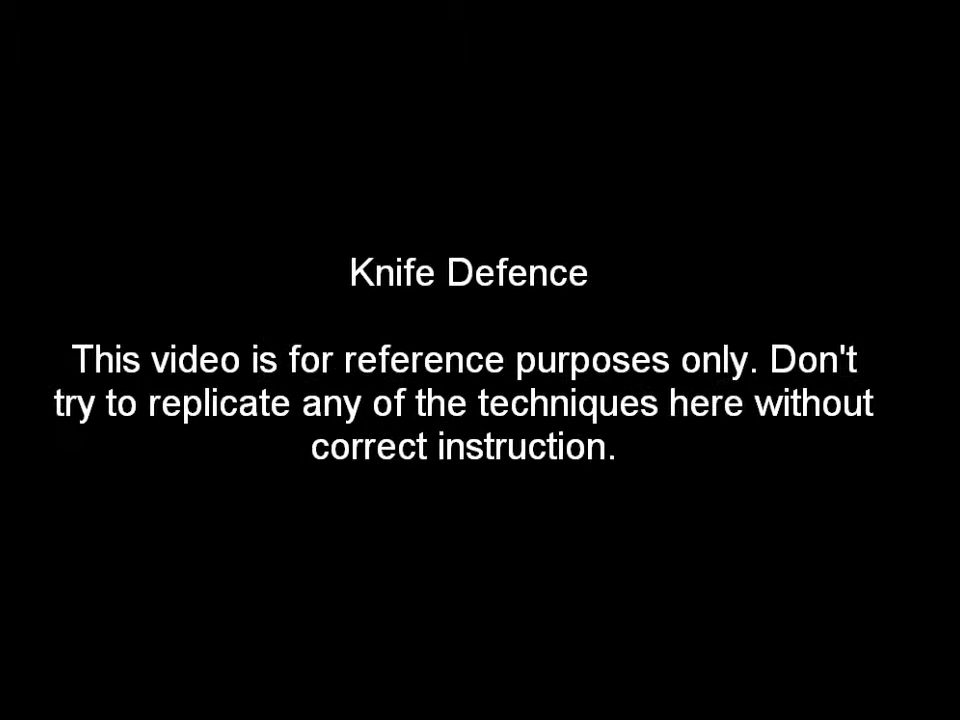 Knife Defence
This video is for reference purposes only. Don't
try to replicate any of the techniques here without
correct instruction.